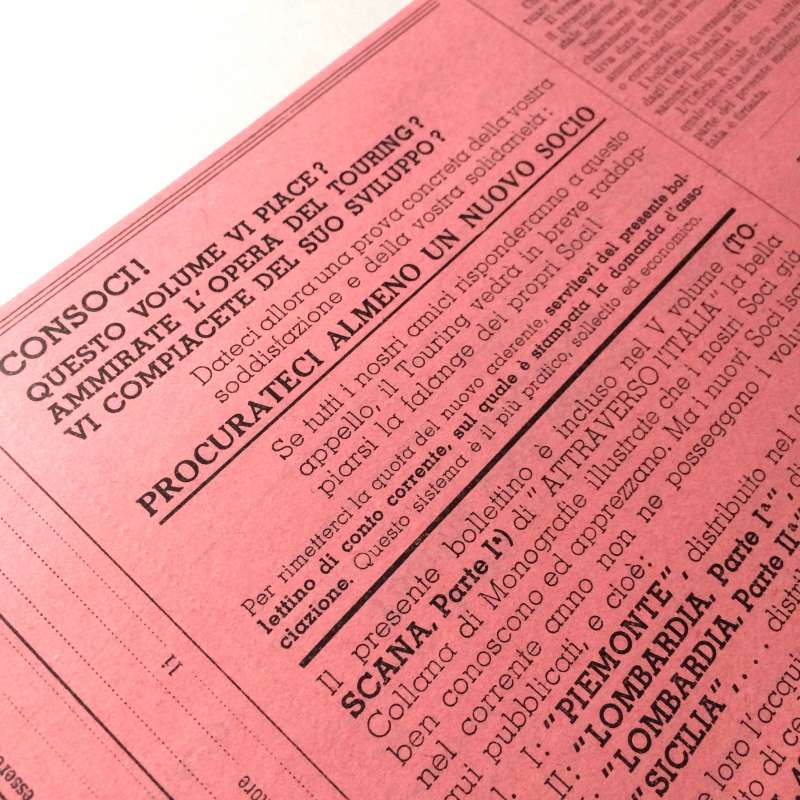 CONSOCI!
QUESTO VOLUME VI PIACE?
AMMIRATE L'OPERA DEL TOURING?
VI COMPIACETE DEL SUO SVILUPPO?
Dateci allora una prova concreta della vostra
soddisfazione e della vostra solidarietà:
PROCURATECI ALMENO UN NUOVO SOCIO
Se tutti i nostri amici risponderanno a questo
appello, il Touring vedrà in breve raddop-
piarsi la falange dei propri Soci!
Per rimetterci la quota del nuovo aderente, servitevi del presente bol-
lettino di conto corrente, sul quale è stampata la domanda d'asso-
ciazione. Questo sistema è il più pratico, sollecito ed economico.
Il presente bollettino è incluso nel V volume (TO-
SCANA, Parte Iª) di "ATTRAVERSO l'ITALIA" la bella
Collana di Monografie illustrate che i nostri Soci già
ben conoscono ed apprezzano. Ma i nuovi Soci
nel corrente anno non ne posseggono i
qui pubblicati, e cioè:
I: "PIEMONTE", distribuito nel
II: "LOMBARDIA, Parte Iª",
"LOMBARDIA, Parte IIª"
"SICILIA", ...
loro l'acqui
11